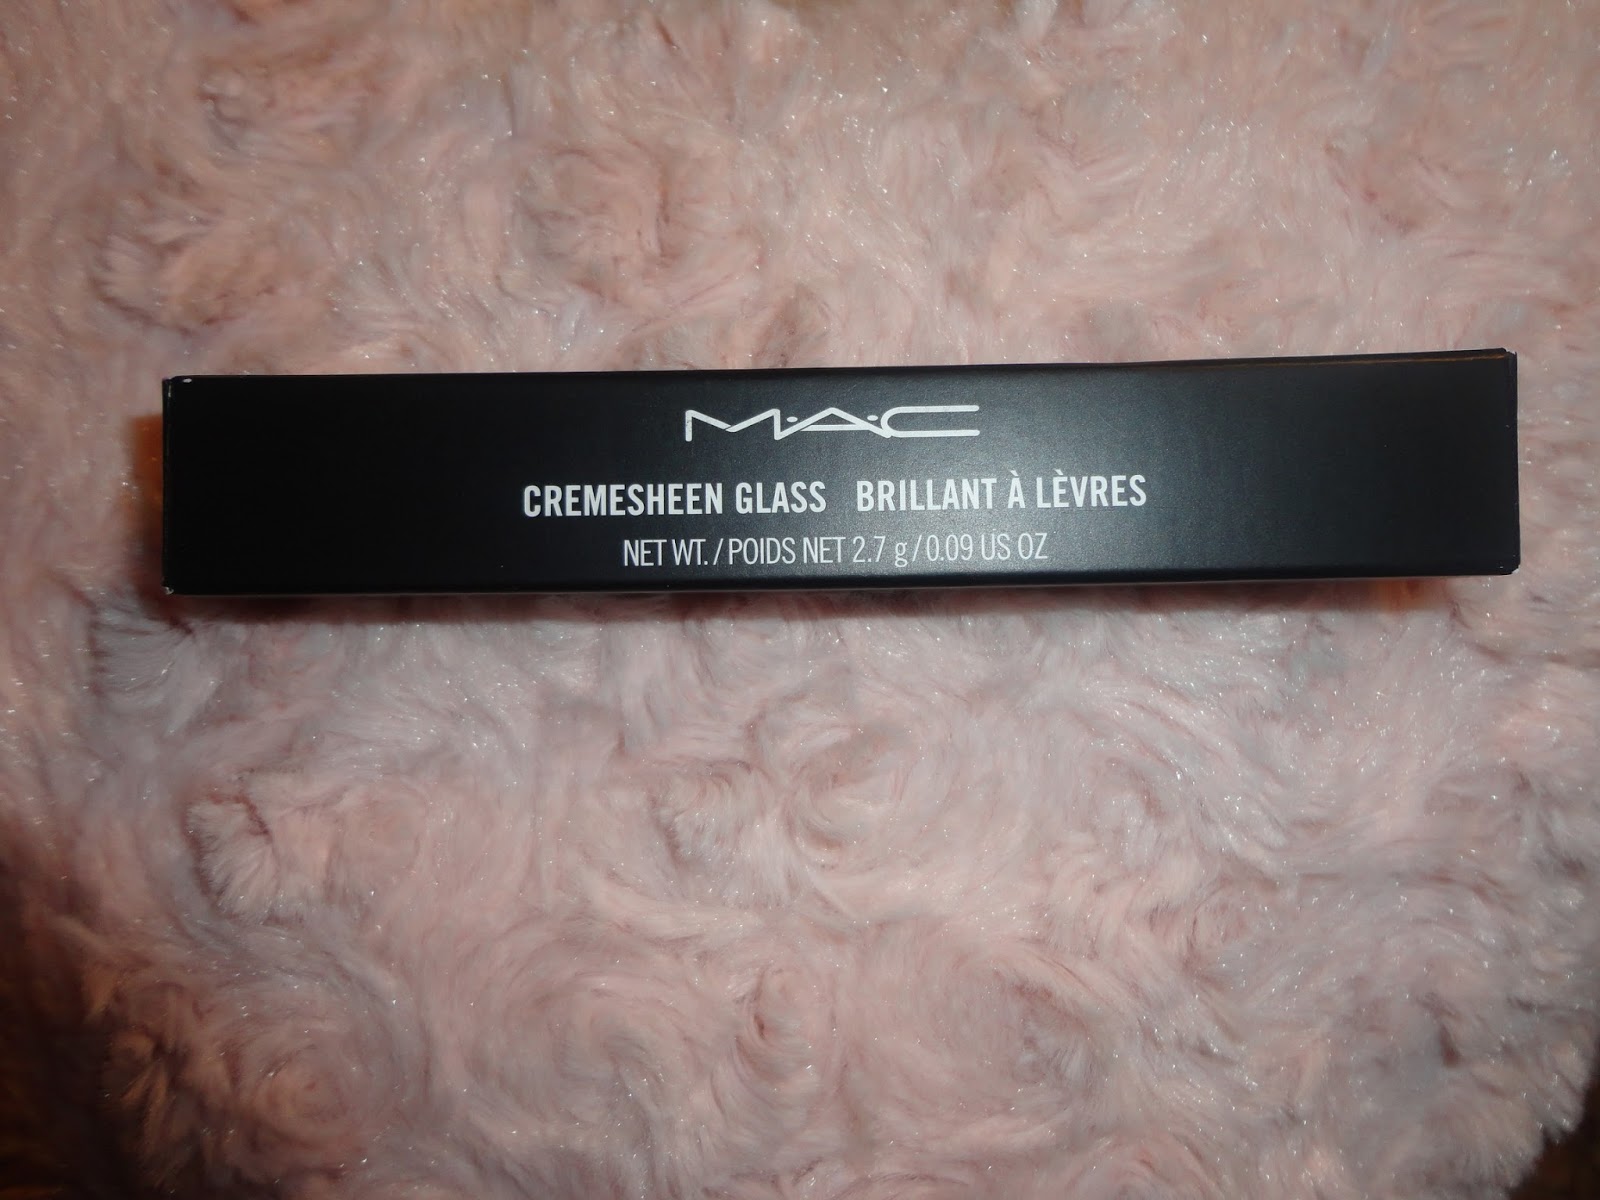 M·A·C
CREMESHEEN GLASS BRILLANT À LÈVRES
NET WT. / POIDS NET 2.7 g / 0.09 US OZ